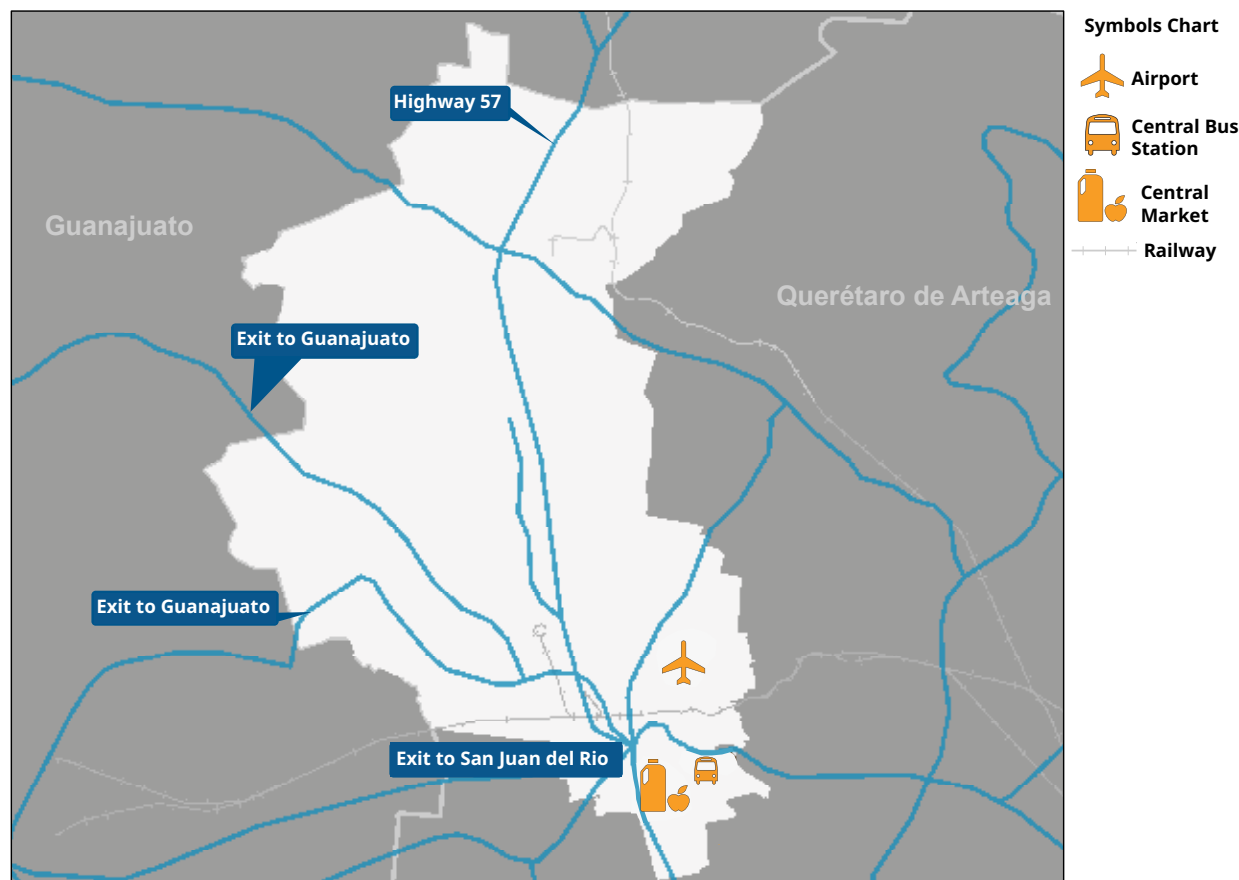 Symbols Chart
Airport
Central Bus
Station
Central
Market
Railway
Highway 57
Guanajuato
Querétaro de Arteaga
Exit to Guanajuato
Exit to Guanajuato
Exit to San Juan del Rio